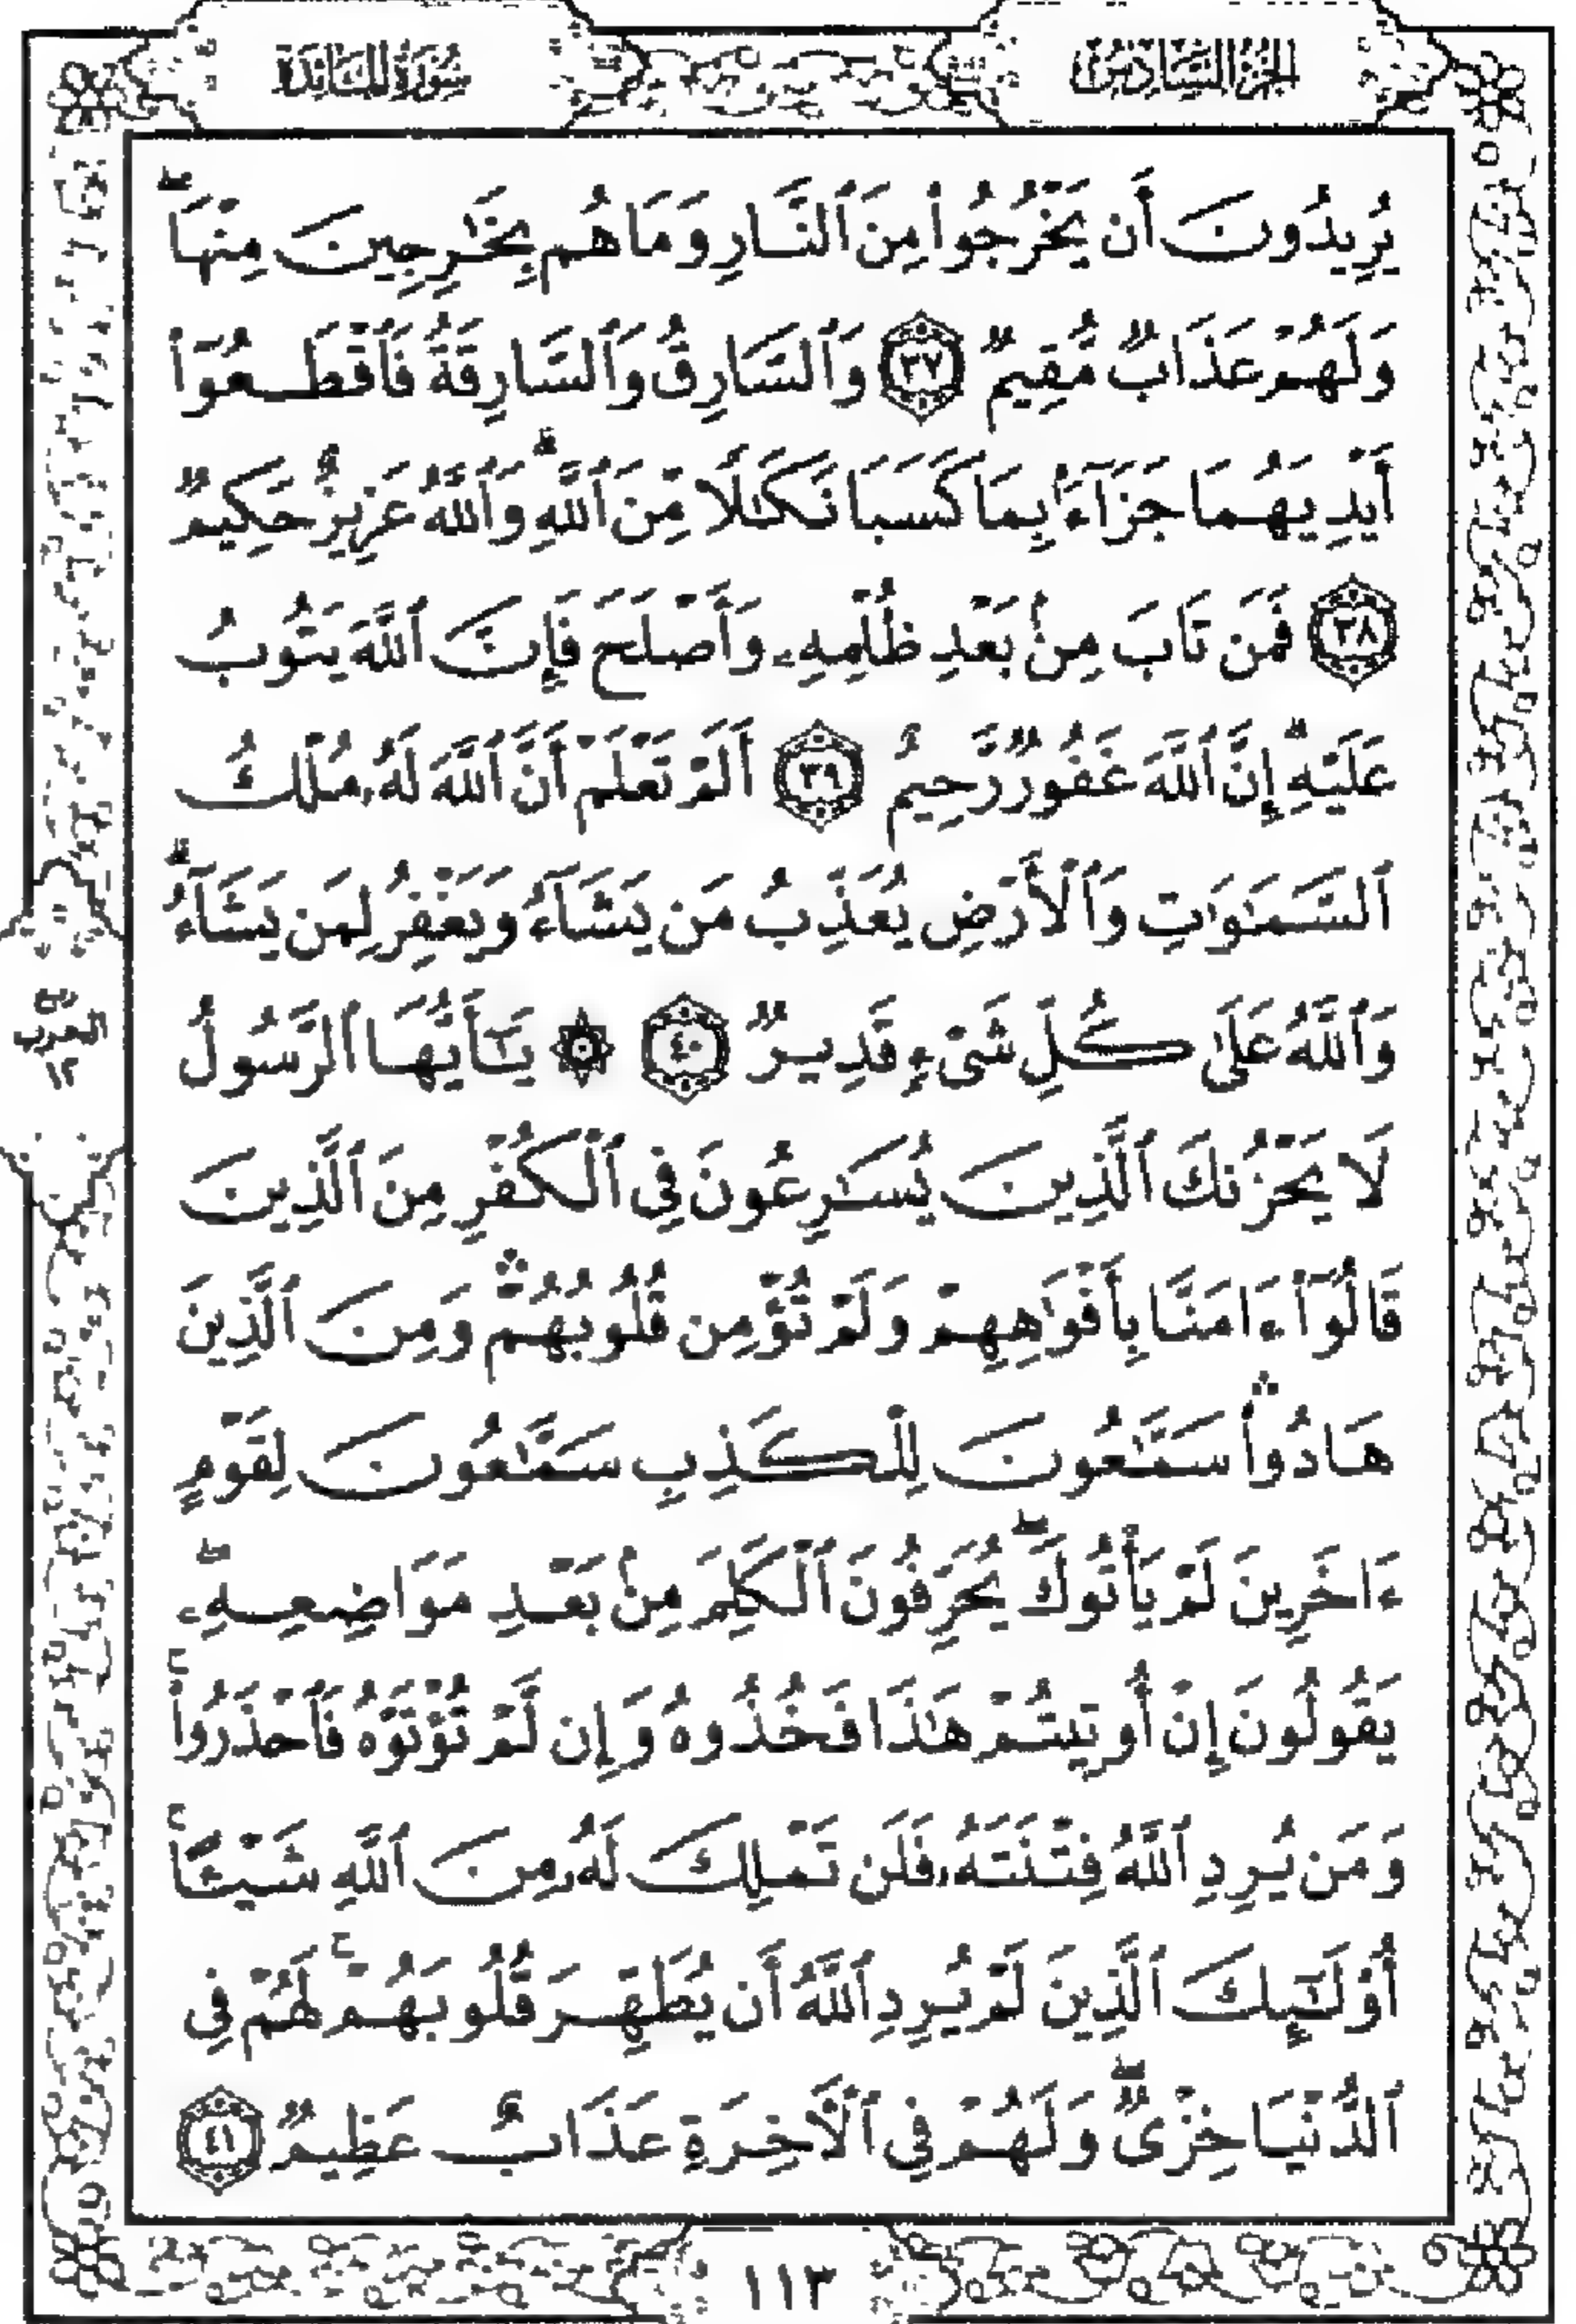 الجزء السادس
سورة المائدة
يُرِيدُونَ أَن يَخْرُجُواْ مِنَ ٱلنَّارِ وَمَا هُم بِخَٰرِجِينَ مِنْهَاۖ
وَلَهُمْ عَذَابٌ مُّقِيمٌ ٣٧ وَٱلسَّارِقُ وَٱلسَّارِقَةُ فَٱقْطَعُوٓاْ
أَيْدِيَهُمَا جَزَآءًۢ بِمَا كَسَبَا نَكَٰلًا مِّنَ ٱللَّهِۗ وَٱللَّهُ عَزِيزٌ حَكِيمٌ
٣٨ فَمَن تَابَ مِنۢ بَعْدِ ظُلْمِهِۦ وَأَصْلَحَ فَإِنَّ ٱللَّهَ يَتُوبُ
عَلَيْهِۗ إِنَّ ٱللَّهَ غَفُورٌ رَّحِيمٌ ٣٩ أَلَمْ تَعْلَمْ أَنَّ ٱللَّهَ لَهُۥ مُلْكُ
ٱلسَّمَٰوَٰتِ وَٱلْأَرْضِ يُعَذِّبُ مَن يَشَآءُ وَيَغْفِرُ لِمَن يَشَآءُۗ
وَٱللَّهُ عَلَىٰ كُلِّ شَىْءٍ قَدِيرٌ ٤٠ ۞ يَٰٓأَيُّهَا ٱلرَّسُولُ
لَا يَحْزُنكَ ٱلَّذِينَ يُسَٰرِعُونَ فِى ٱلْكُفْرِ مِنَ ٱلَّذِينَ
قَالُوٓاْ ءَامَنَّا بِأَفْوَٰهِهِمْ وَلَمْ تُؤْمِن قُلُوبُهُمْۛ وَمِنَ ٱلَّذِينَ
هَادُواْۛ سَمَّٰعُونَ لِلْكَذِبِ سَمَّٰعُونَ لِقَوْمٍ
ءَاخَرِينَ لَمْ يَأْتُوكَۖ يُحَرِّفُونَ ٱلْكَلِمَ مِنۢ بَعْدِ مَوَاضِعِهِۦۖ
يَقُولُونَ إِنْ أُوتِيتُمْ هَٰذَا فَخُذُوهُ وَإِن لَّمْ تُؤْتَوْهُ فَٱحْذَرُواْۚ
وَمَن يُرِدِ ٱللَّهُ فِتْنَتَهُۥ فَلَن تَمْلِكَ لَهُۥ مِنَ ٱللَّهِ شَيْـًٔاۚ
أُوْلَٰٓئِكَ ٱلَّذِينَ لَمْ يُرِدِ ٱللَّهُ أَن يُطَهِّرَ قُلُوبَهُمْۚ لَهُمْ فِى
ٱلدُّنْيَا خِزْىٌۖ وَلَهُمْ فِى ٱلْأَخِرَةِ عَذَابٌ عَظِيمٌ ٤١
الحزب
١٢
١١٣